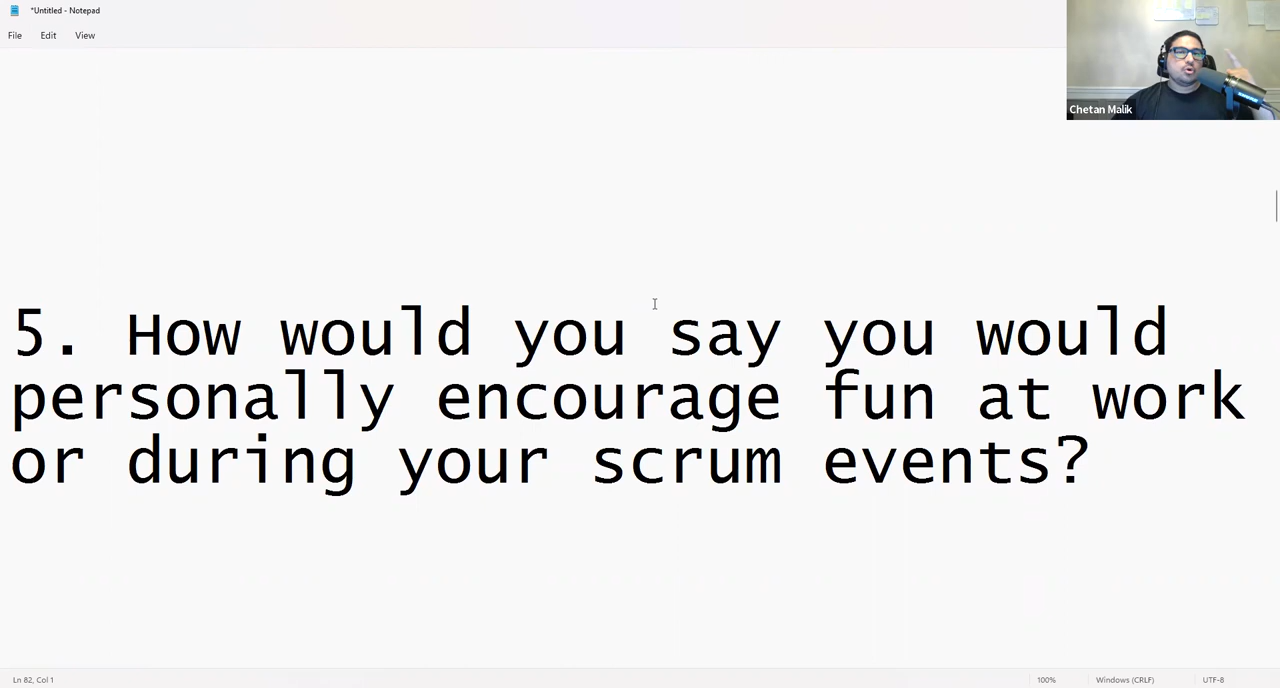 *Untitled - Notepad
File Edit View
Chetan Malik
5. How would you say you would
personally encourage fun at work
or during your scrum events?
Ln 82, Col 1 100% Windows (CRLF) UTF-8